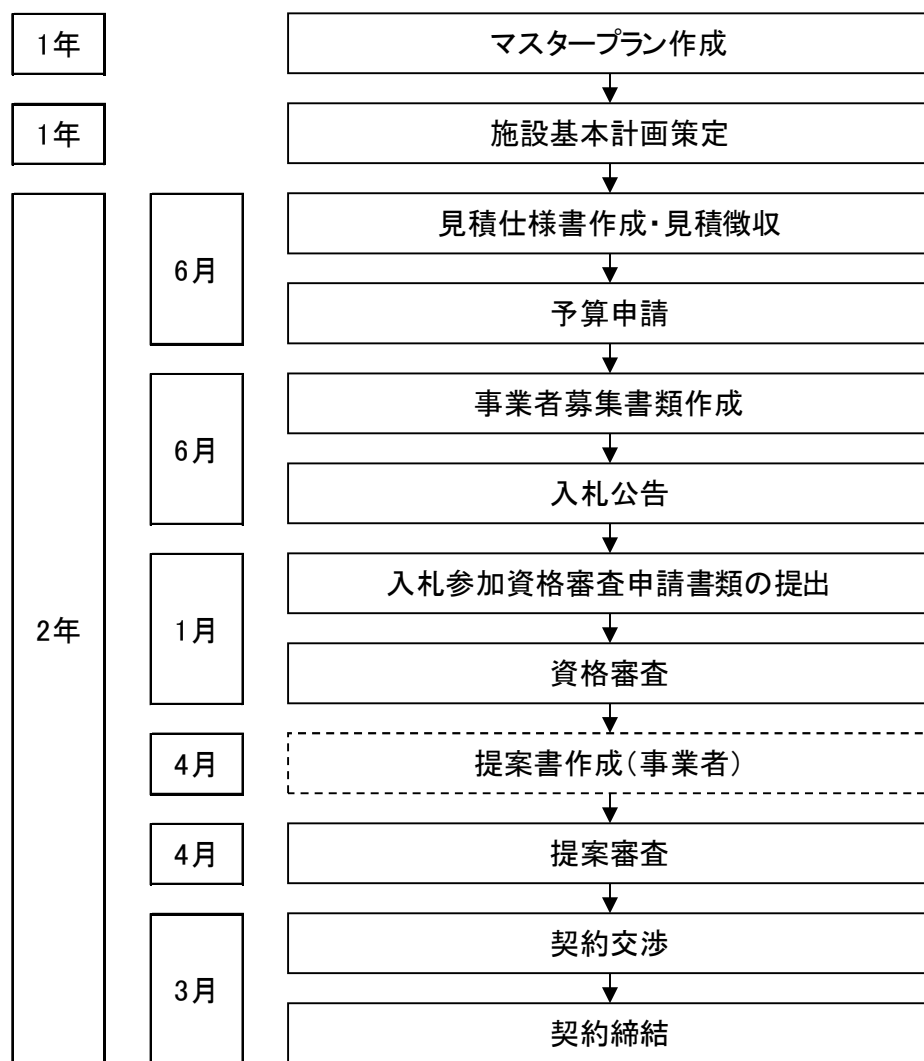 1年
マスタープラン作成
1年
施設基本計画策定
2年
6月
見積仕様書作成・見積徴収
予算申請
6月
事業者募集書類作成
入札公告
1月
入札参加資格審査申請書類の提出
資格審査
4月
提案書作成(事業者)
4月
提案審査
3月
契約交渉
契約締結